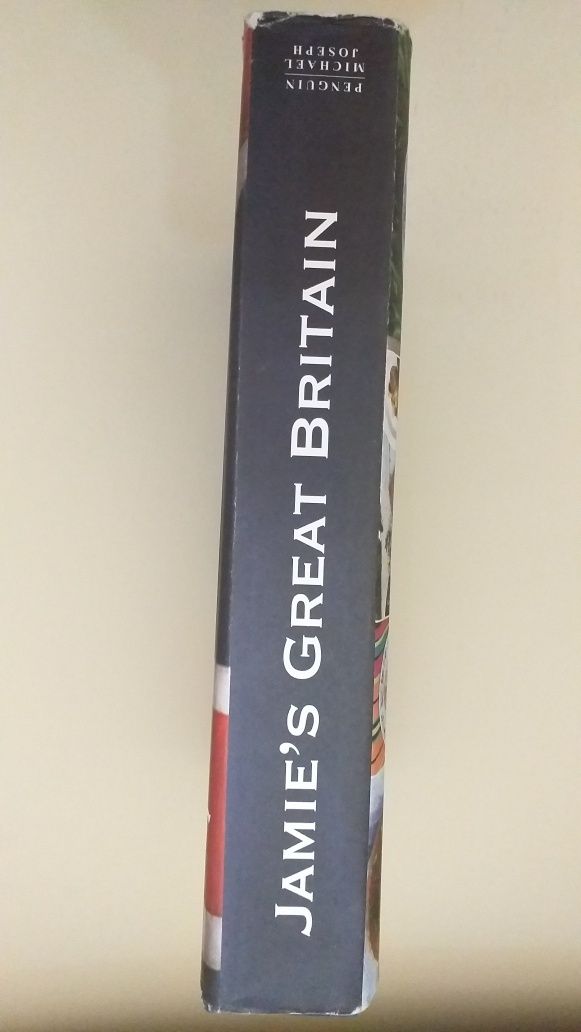 JAMIE'S GREAT BRITAIN
PENGUIN
MICHAEL
JOSEPH